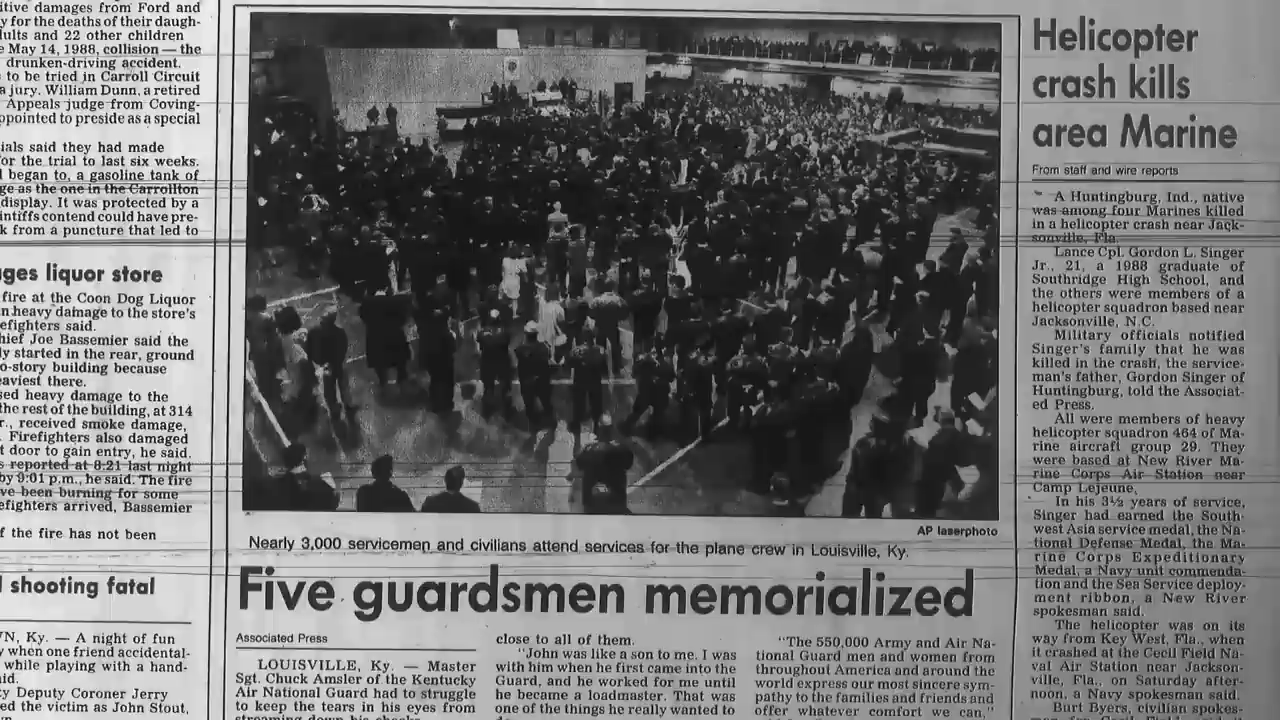 itive damages from Ford and
y for the deaths of their daugh-
ults and 22 other children
e May 14, 1988, collision — the
drunken-driving accident.
to be tried in Carroll Circuit
a jury. William Dunn, a retired
Appeals judge from Coving-
ppointed to preside as a special
ials said they had made
or the trial to last six weeks.
l began to, a gasoline tank of
ge as the one in the Carrollton
display. It was protected by a
intiffs contend could have pre-
k from a puncture that led to
ges liquor store
fire at the Coon Dog Liquor
n heavy damage to the store's
efighters said.
hief Joe Bassemier said the
ly started in the rear, ground
o-story building because
eaviest there.
sed heavy damage to the
the rest of the building, at 314
r., received smoke damage,
. Firefighters also damaged
t door to gain entry, he said.
s reported at 8:21 last night
by 9:01 p.m., he said. The fire
ve been burning for some
efighters arrived, Bassemier
f the fire has not been
shooting fatal
N, Ky. — A night of fun
y when one friend accidental-
while playing with a hand-
aid.
ty Deputy Coroner Jerry
ed the victim as John Stout,
AP laserphoto
Nearly 3,000 servicemen and civilians attend services for the plane crew in Louisville, Ky.
Five guardsmen memorialized
Associated Press
LOUISVILLE, Ky. — Master
Sgt. Chuck Amsler of the Kentucky
Air National Guard had to struggle
to keep the tears in his eyes from
streaming down his cheeks
close to all of them.
"John was like a son to me. I was
with him when he first came into the
Guard, and he worked for me until
he became a loadmaster. That was
one of the things he really wanted to
"The 550,000 Army and Air Na-
tional Guard men and women from
throughout America and around the
world express our most sincere sym-
pathy to the families and friends and
offer whatever comfort we can,"
Helicopter
crash kills
area Marine
From staff and wire reports
A Huntingburg, Ind., native
was among four Marines killed
in a helicopter crash near Jack-
sonville, Fla.
Lance Cpl. Gordon L. Singer
Jr., 21, a 1988 graduate of
Southridge High School, and
the others were members of a
helicopter squadron based near
Jacksonville, N.C.
Military officials notified
Singer's family that he was
killed in the crash, the service-
man's father, Gordon Singer of
Huntingburg, told the Associat-
ed Press.
All were members of heavy
helicopter squadron 464 of Ma-
rine aircraft group 29. They
were based at New River Ma-
rine Corps Air Station near
Camp Lejeune,
In his 3½ years of service,
Singer had earned the South-
west Asia service medal, the Na-
tional Defense Medal, the Ma-
rine Corps Expeditionary
Medal, a Navy unit commenda-
tion and the Sea Service deploy-
ment ribbon, a New River
spokesman said.
The helicopter was on its
way from Key West, Fla., when
it crashed at the Cecil Field Na-
val Air Station near Jackson-
ville, Fla., on Saturday after-
noon, a Navy spokesman said.
Burt Byers, civilian spokes-